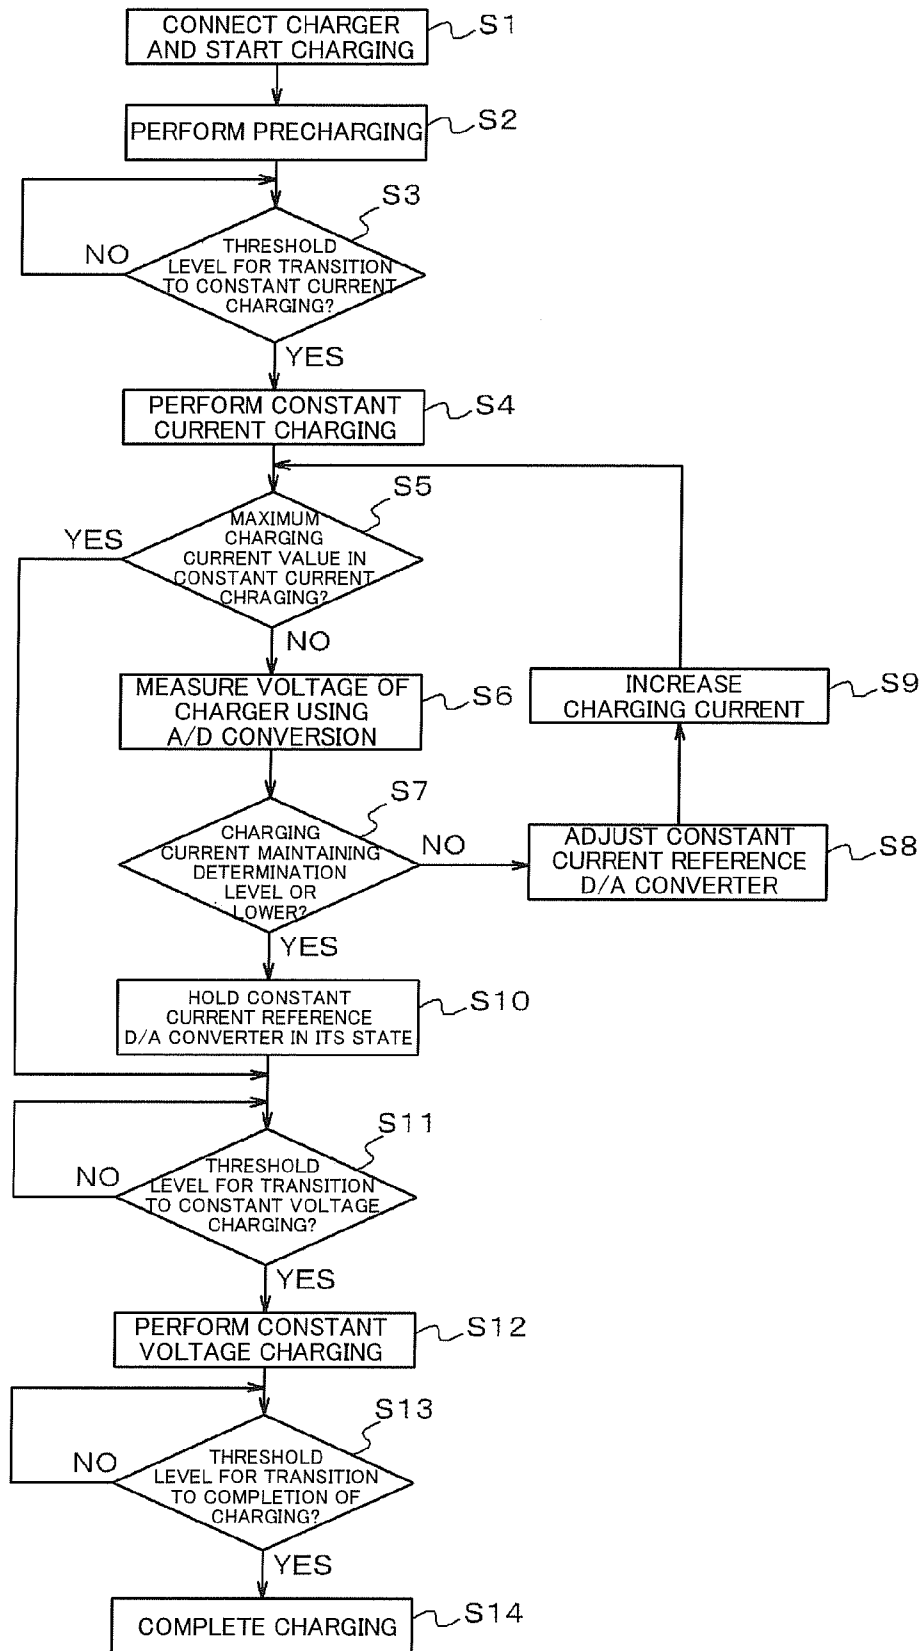 CONNECT CHARGER
AND START CHARGING
S1
PERFORM PRECHARGING
S2
S3
THRESHOLD
LEVEL FOR TRANSITION
TO CONSTANT CURRENT
CHARGING?
NO
YES
PERFORM CONSTANT
CURRENT CHARGING
S4
S5
MAXIMUM
CHARGING
CURRENT VALUE IN
CONSTANT CURRENT
CHRAGING?
YES
NO
MEASURE VOLTAGE OF
CHARGER USING
A/D CONVERSION
S6
INCREASE
CHARGING CURRENT
S9
S7
CHARGING
CURRENT MAINTAINING
DETERMINATION
LEVEL OR
LOWER?
NO
ADJUST CONSTANT
CURRENT REFERENCE
D/A CONVERTER
S8
YES
HOLD CONSTANT
CURRENT REFERENCE
D/A CONVERTER IN ITS STATE
S10
S11
THRESHOLD
LEVEL FOR TRANSITION
TO CONSTANT VOLTAGE
CHARGING?
NO
YES
PERFORM CONSTANT
VOLTAGE CHARGING
S12
S13
THRESHOLD
LEVEL FOR TRANSITION
TO COMPLETION OF
CHARGING?
NO
YES
COMPLETE CHARGING
S14